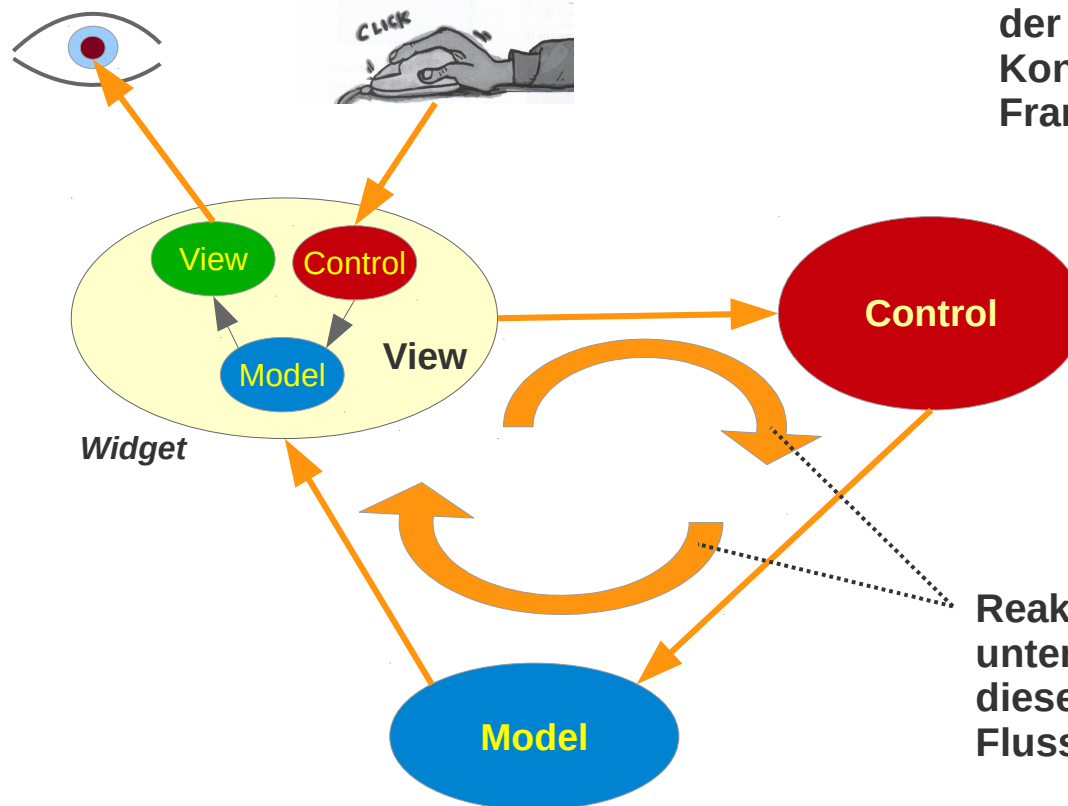 CLICK
der
Kon
Fran
View
Control
Control
View
Model
Widget
Reak
unter
diese
Fluss
Model